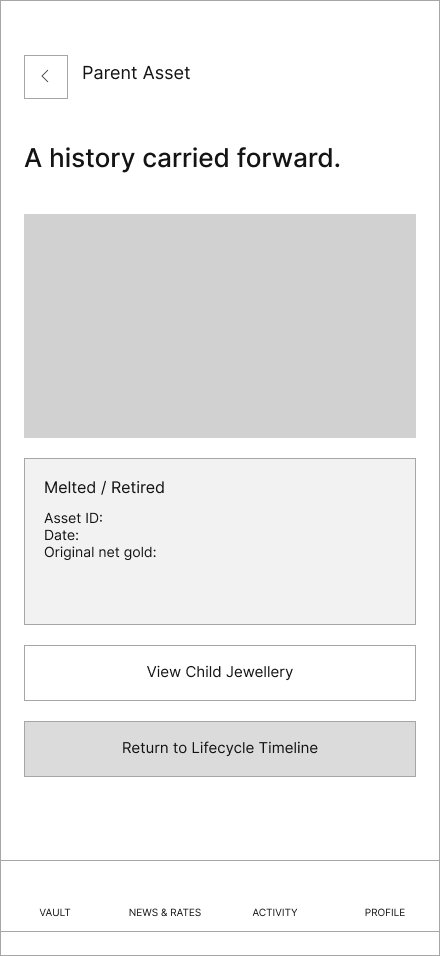 Parent Asset
A history carried forward.
Melted / Retired
Asset ID:
Date:
Original net gold:
View Child Jewellery
Return to Lifecycle Timeline
VAULT
NEWS & RATES
ACTIVITY
PROFILE